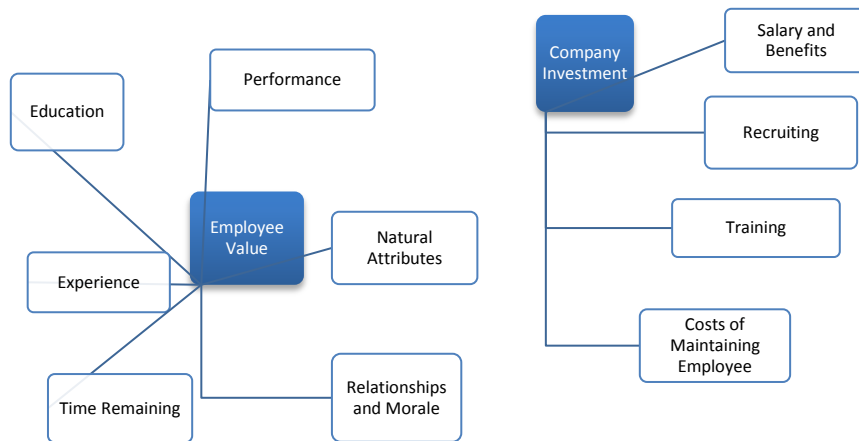 Education
Performance
Employee
Value
Natural
Attributes
Experience
Time Remaining
Relationships
and Morale
Company
Investment
Salary and
Benefits
Recruiting
Training
Costs of
Maintaining
Employee